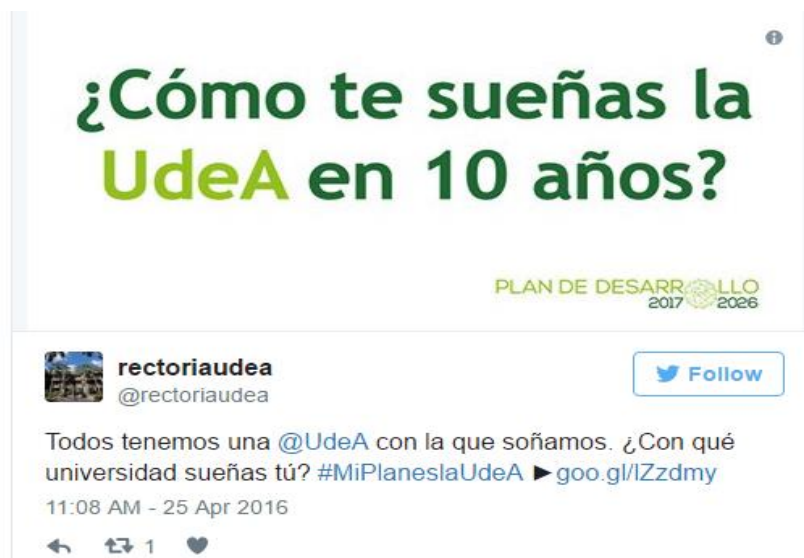 ¿Cómo te sueñas la
UdeA en 10 años?
PLAN DE DESARROLLO
2017 2026
rectoriaudea
@rectoriaudea
Follow
Todos tenemos una @UdeA con la que soñamos. ¿Con qué
universidad sueñas tú? #MiPlaneslaUdeA ►goo.gl/IZzdmy
11:08 AM - 25 Apr 2016
1